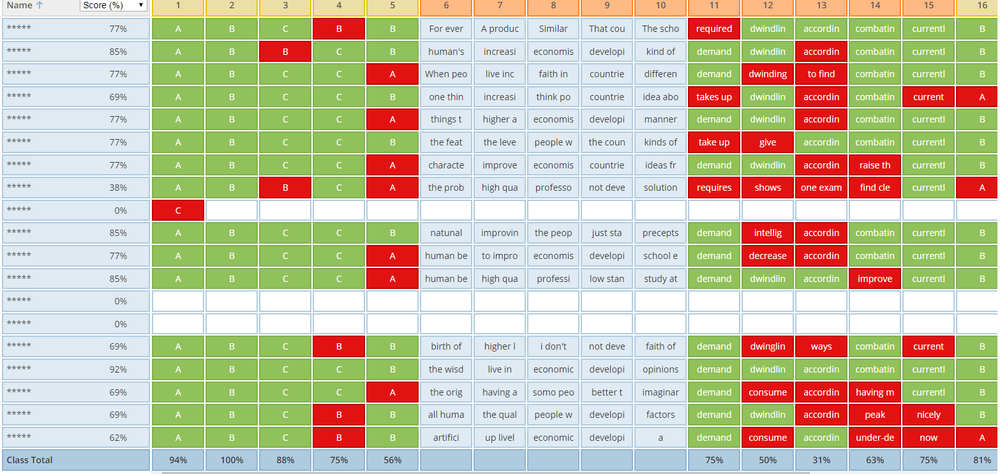 Name ↑ Score (%) ▼ 1 2 3 4 5 6 7 8 9 10 11 12 13 14 15 16
***** 77% A B C B B For ever A produc Similar That cou The scho required dwindlin accordin combatin currentl B
***** 85% A B B C B human's increasi economis developi kind of demand dwindlin accordin combatin currentl B
***** 77% A B C C A When peo live inc faith in countrie differen demand dwinding to find combatin currentl B
***** 69% A B C C B one thin increasi think po countrie idea abo takes up dwindlin accordin combatin current A
***** 77% A B C C A things t higher a economis developi manner demand dwindlin accordin combatin currentl B
***** 77% A B C C B the feat the leve people w the coun kinds of take up give accordin combatin currentl B
***** 77% A B C C A characte improve economis countrie ideas fr demand dwindlin accordin raise th currentl B
***** 38% A B B C A the prob high qua professo not deve solution requires shows one exam find cle currentl A
***** 0% C
***** 85% A B C C B natunal improvin the peop just sta precepts demand intellig accordin combatin currentl B
***** 77% A B C C A human be to impro economis developi school e demand decrease accordin combatin currentl B
***** 85% A B C C A human be high qua professi low stan study at demand dwindlin accordin improve currentl B
***** 0%
***** 0%
***** 69% A B C B B birth of higher l i don't not deve faith of demand dwinglin ways combatin current B
***** 92% A B C C B the wisd live in economic developi opinions demand dwindlin accordin combatin currentl B
***** 69% A B C C A the orig having a somo peo better t imaginar demand consume accordin having m currentl B
***** 69% A B C B B all huma the qual people w developi factors demand dwindlin accordin peak nicely B
***** 62% A B C B B artifici up livel economic developi a demand consume accordin under-de now A
Class Total 94% 100% 88% 75% 56% 75% 50% 31% 63% 75% 81%